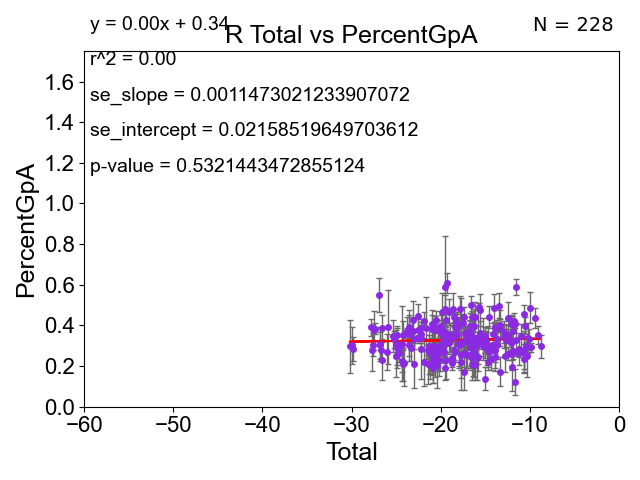 y = 0.00x + 0.34
N = 228
R Total vs PercentGpA
r^2 = 0.00
se_slope = 0.0011473021233907072
se_intercept = 0.02158519649703612
p-value = 0.5321443472855124
PercentGpA
1.6
1.4
1.2
1.0
0.8
0.6
0.4
0.2
0.0
−60 −50 −40 −30 −20 −10 0
Total